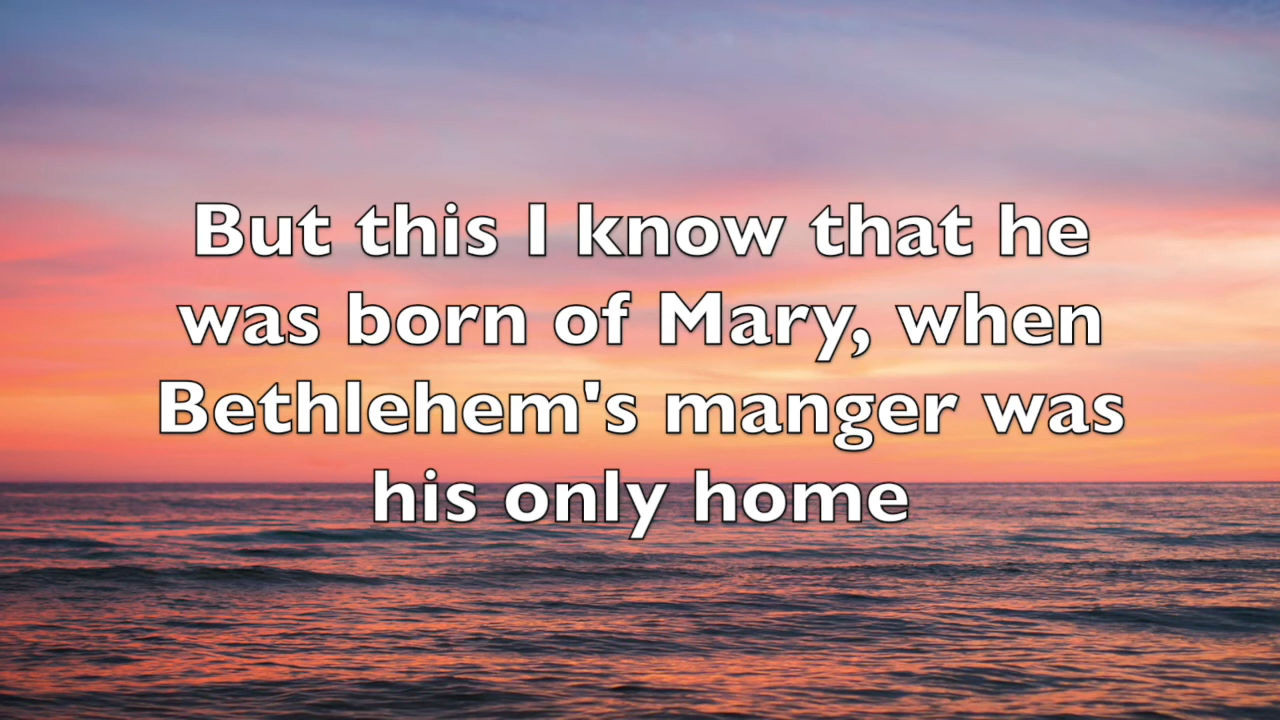 But this I know that he
was born of Mary, when
Bethlehem's manger was
his only home